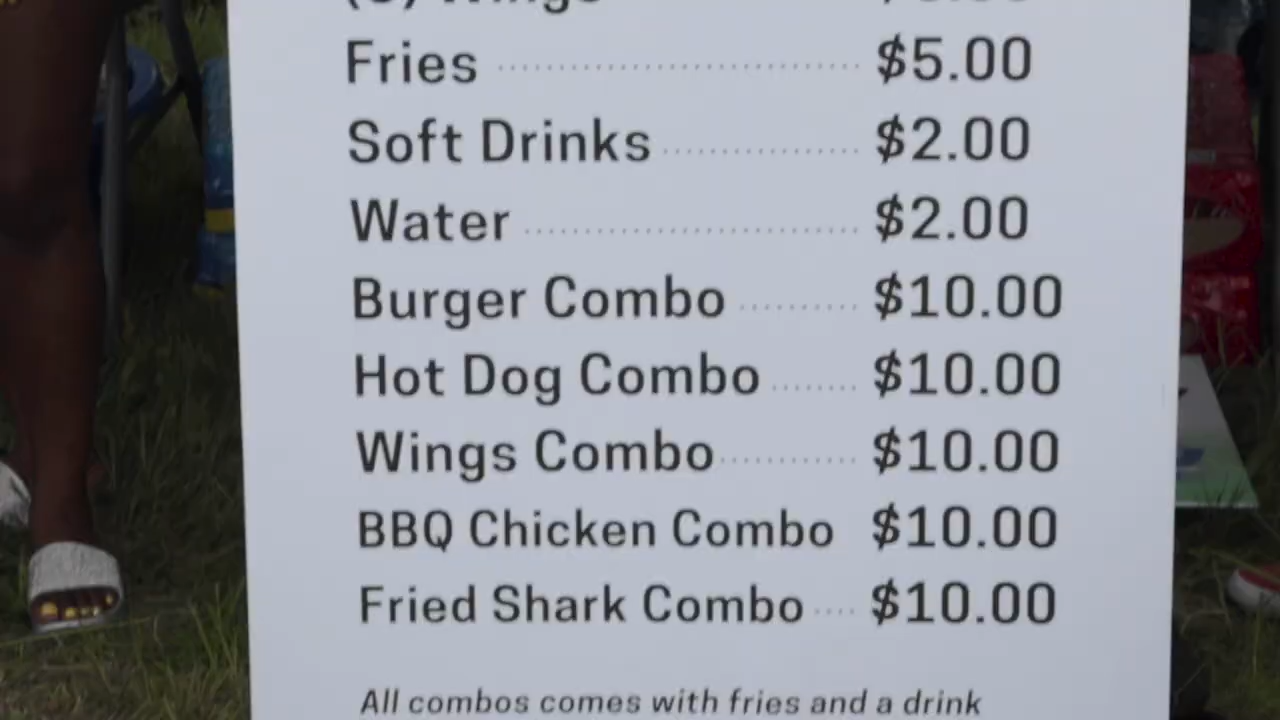 Wings
Fries $5.00
Soft Drinks $2.00
Water $2.00
Burger Combo $10.00
Hot Dog Combo $10.00
Wings Combo $10.00
BBQ Chicken Combo $10.00
Fried Shark Combo $10.00
All combos comes with fries and a drink